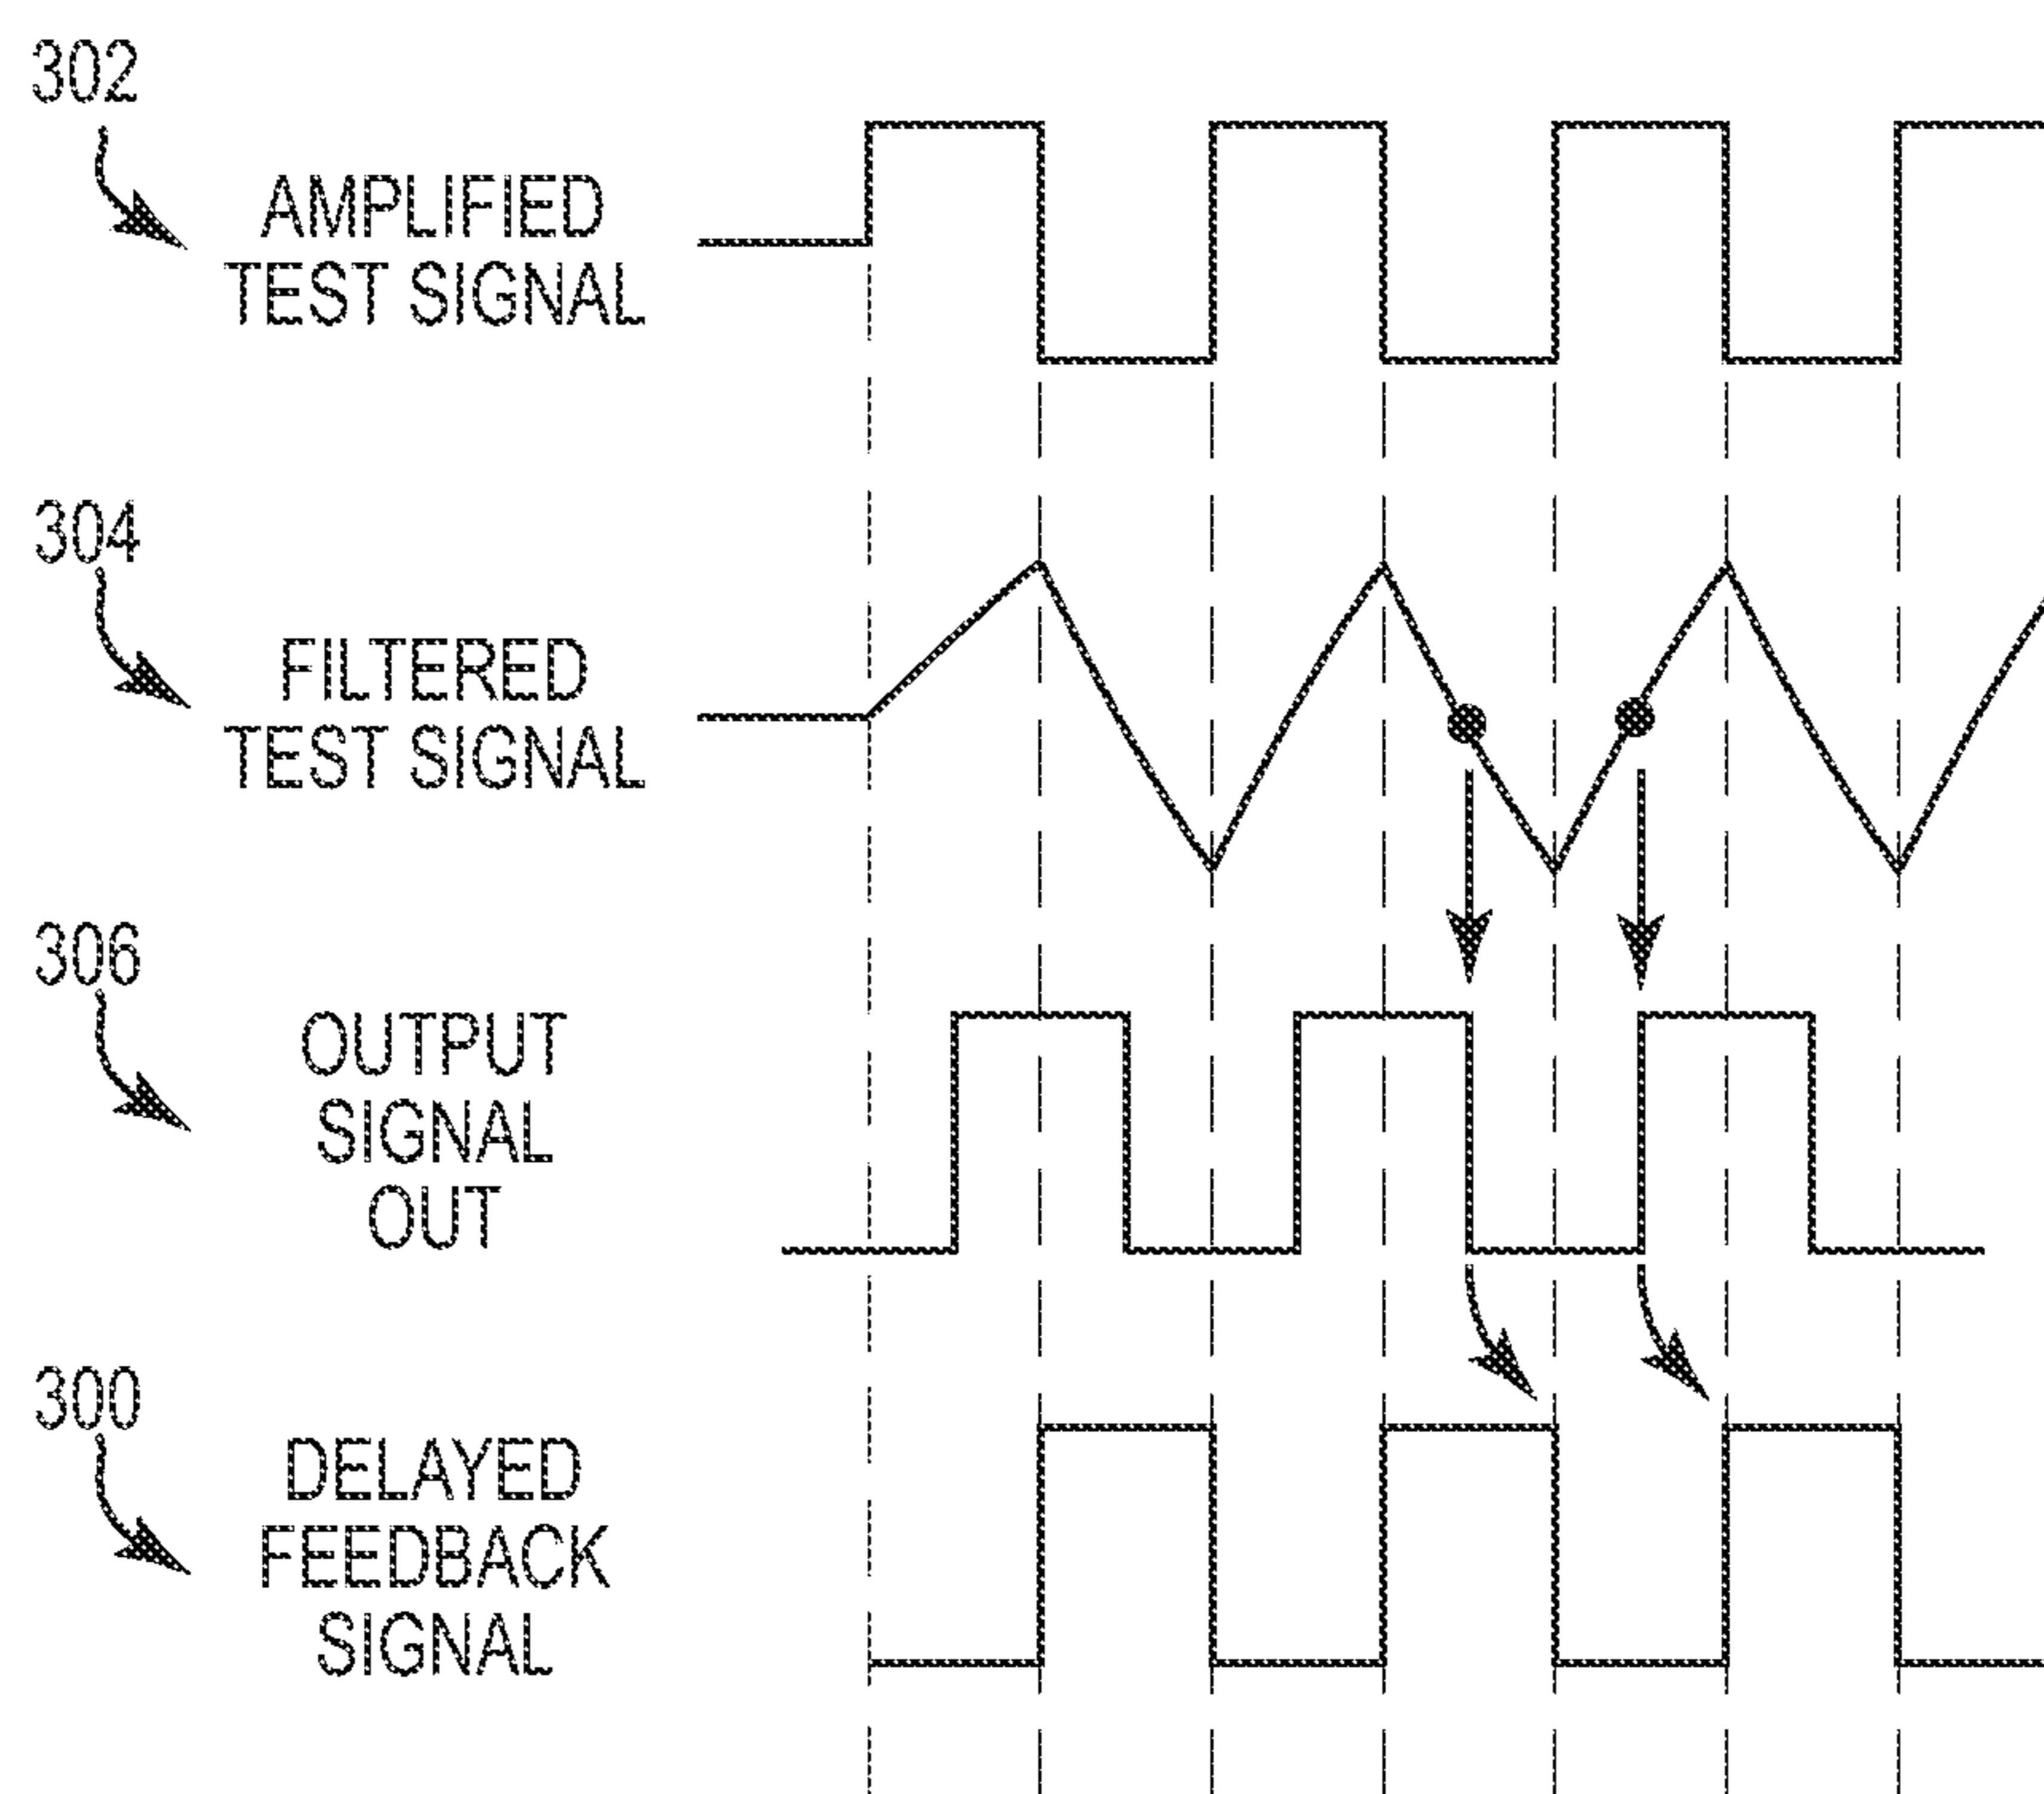 302
AMPLIFIED
TEST SIGNAL
304
FILTERED
TEST SIGNAL
306
OUTPUT
SIGNAL
OUT
300
DELAYED
FEEDBACK
SIGNAL